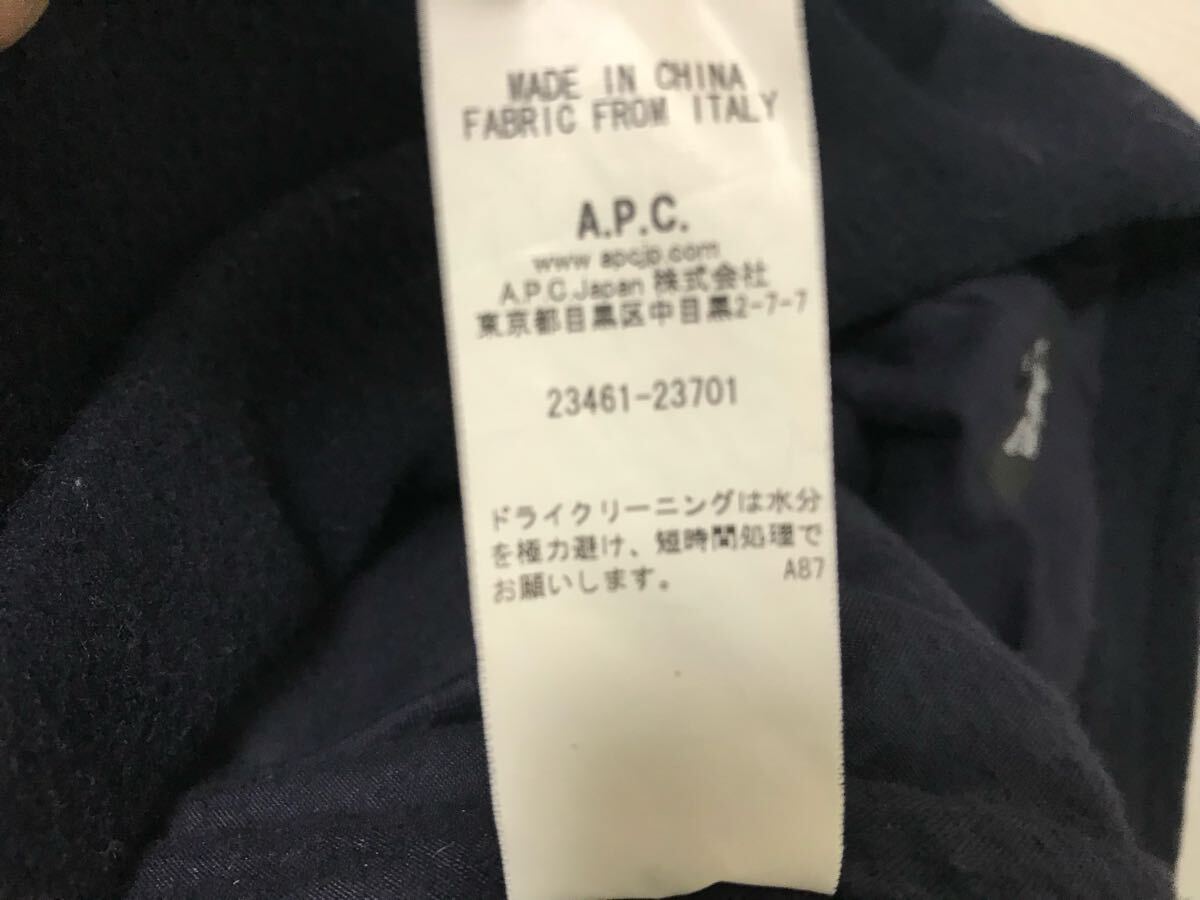 MADE IN CHINA
FABRIC FROM ITALY
A.P.C.
www.apcjp.com
A.P.C.Japan 株式会社
東京都目黒区中目黒2-7-7
23461-23701
ドライクリーニングは水分
を極力避け、短時間処理で
お願いします。 A87